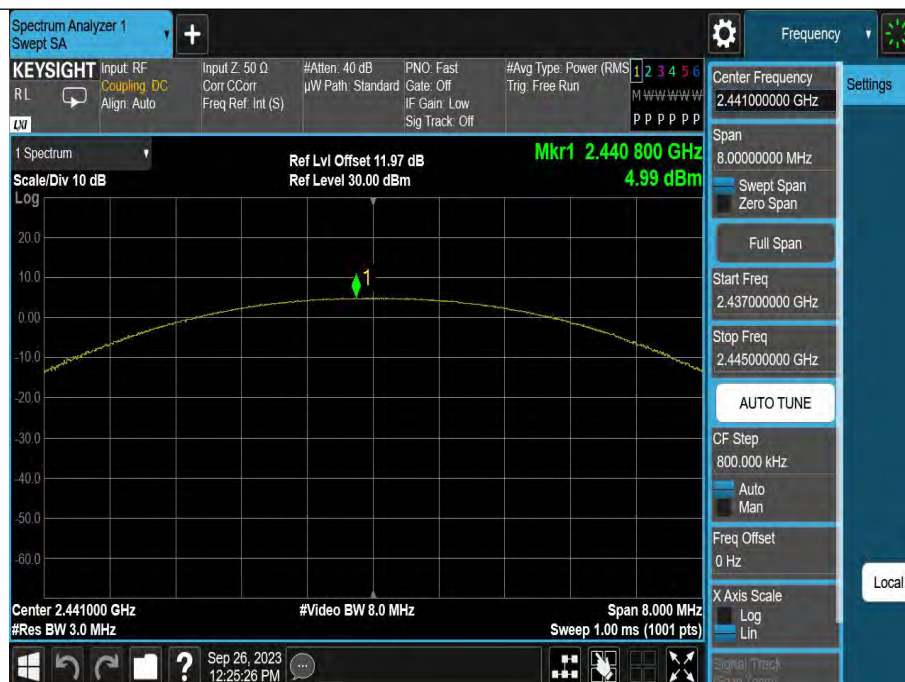 Spectrum Analyzer 1
Swept SA
Frequency
KEYSIGHT
RL
LXI
Input: RF
Coupling: DC
Align: Auto
Input Z: 50 Ω
Corr CCorr
Freq Ref: Int (S)
#Atten: 40 dB
µW Path: Standard
PNO: Fast
Gate: Off
IF Gain: Low
Sig Track: Off
#Avg Type: Power (RMS
Trig: Free Run
1 2 3 4 5 6
M W W W W W
P P P P P P
1 Spectrum
Scale/Div 10 dB
Log
Ref Lvl Offset 11.97 dB
Ref Level 30.00 dBm
Mkr1 2.440 800 GHz
4.99 dBm
20.0
10.0
0.00
-10.0
-20.0
-30.0
-40.0
-50.0
-60.0
1
Center 2.441000 GHz
#Res BW 3.0 MHz
#Video BW 8.0 MHz
Span 8.000 MHz
Sweep 1.00 ms (1001 pts)
Sep 26, 2023
12:25:26 PM
Center Frequency
2.441000000 GHz
Span
8.00000000 MHz
Swept Span
Zero Span
Full Span
Start Freq
2.437000000 GHz
Stop Freq
2.445000000 GHz
AUTO TUNE
CF Step
800.000 kHz
Auto
Man
Freq Offset
0 Hz
X Axis Scale
Log
Lin
Signal Track
(Span Zoom)
Settings
Local